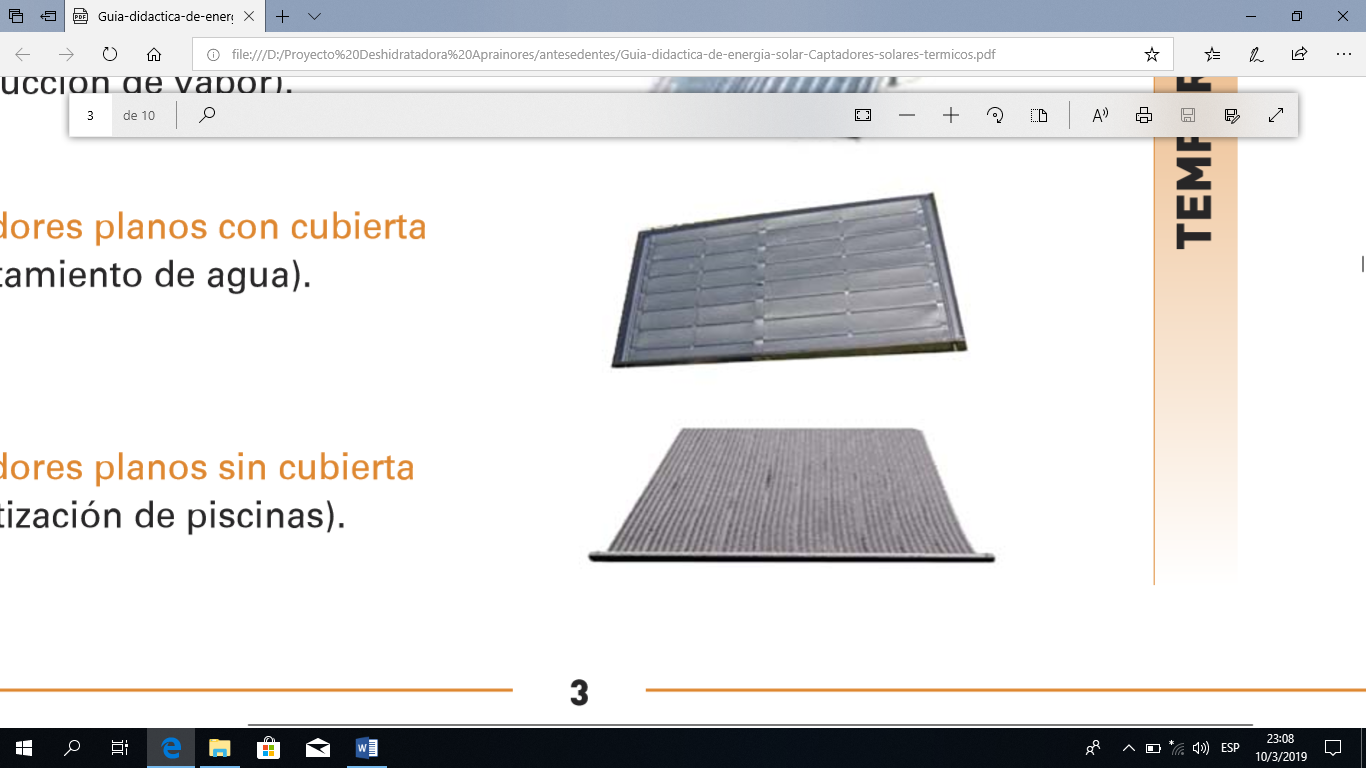 Guia-didactica-de-energ
file:///D:/Proyecto%20Deshidratadora%20Aprainores/antesedentes/Guia-didactica-de-energia-solar-Captadores-solares-termicos.pdf
ucción de vapor).
3 de 10
TEMP
dores planos con cubierta
tamiento de agua).
dores planos sin cubierta
tización de piscinas).
3
ESP
23:08
10/3/2019